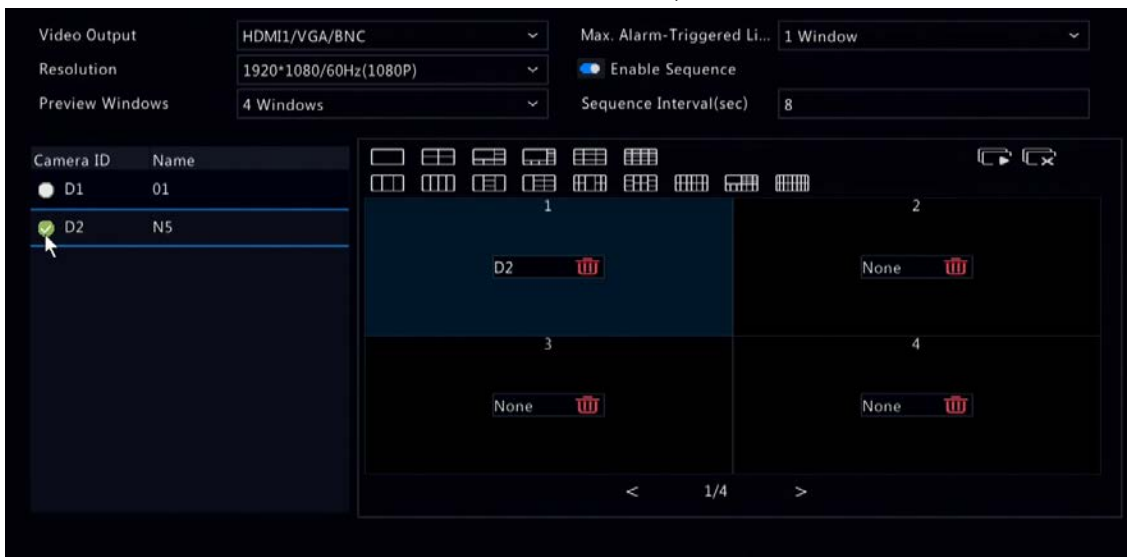 Video Output HDMI1/VGA/BNC Max. Alarm-Triggered Li... 1 Window
Resolution 1920*1080/60Hz(1080P) Enable Sequence
Preview Windows 4 Windows Sequence Interval(sec) 8
Camera ID Name
D1 01
D2 N5
1 2
D2 None
3 4
None None
< 1/4 >